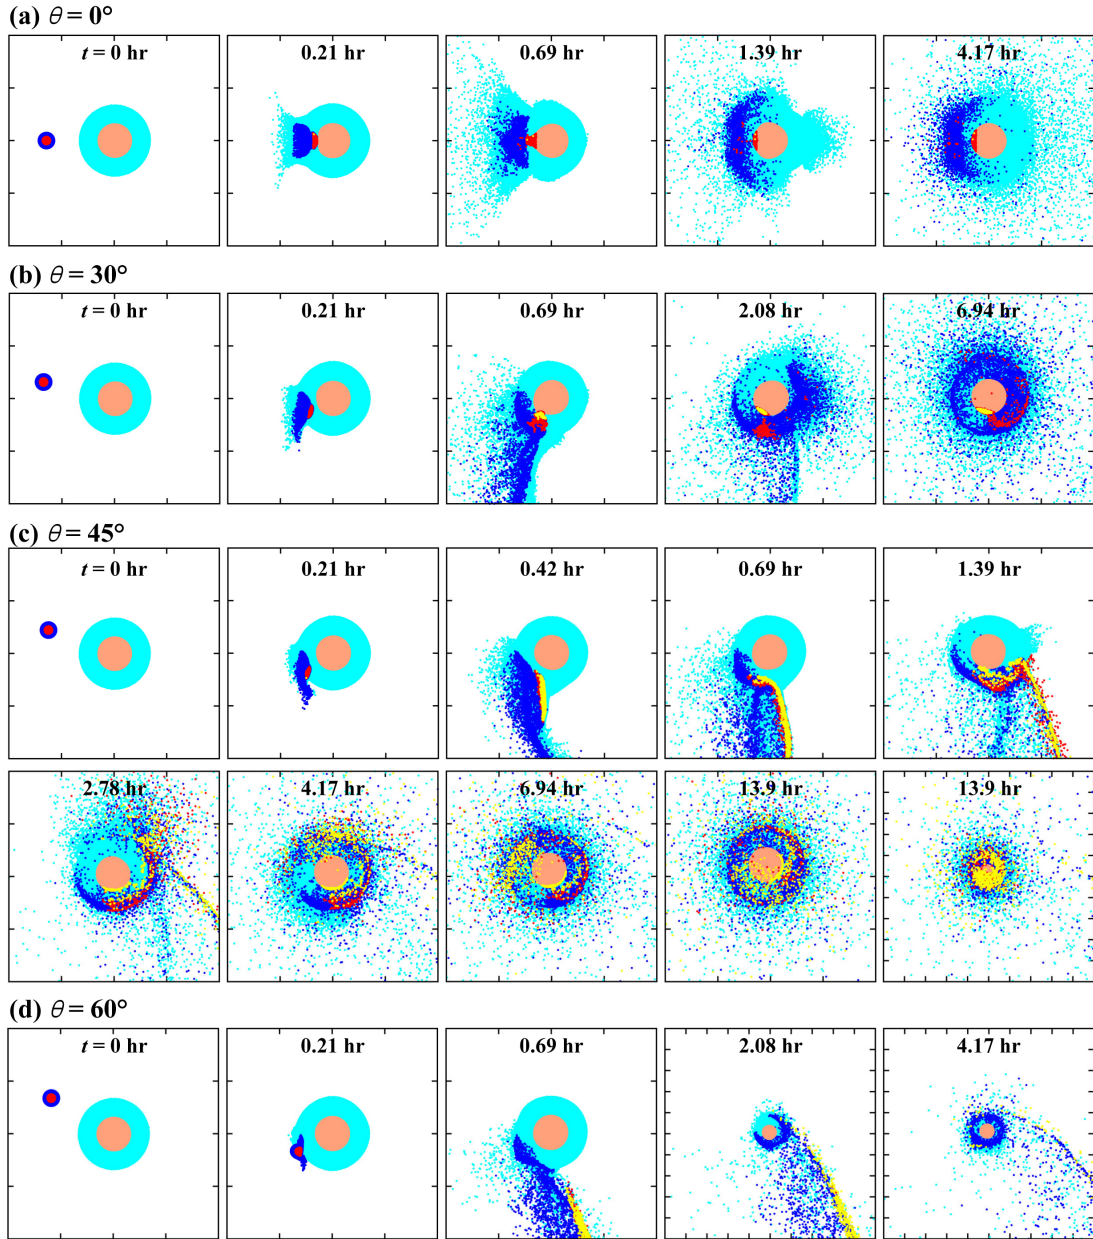 (a) θ = 0°
t = 0 hr 0.21 hr 0.69 hr 1.39 hr 4.17 hr
(b) θ = 30°
t = 0 hr 0.21 hr 0.69 hr 2.08 hr 6.94 hr
(c) θ = 45°
t = 0 hr 0.21 hr 0.42 hr 0.69 hr 1.39 hr
2.78 hr 4.17 hr 6.94 hr 13.9 hr 13.9 hr
(d) θ = 60°
t = 0 hr 0.21 hr 0.69 hr 2.08 hr 4.17 hr